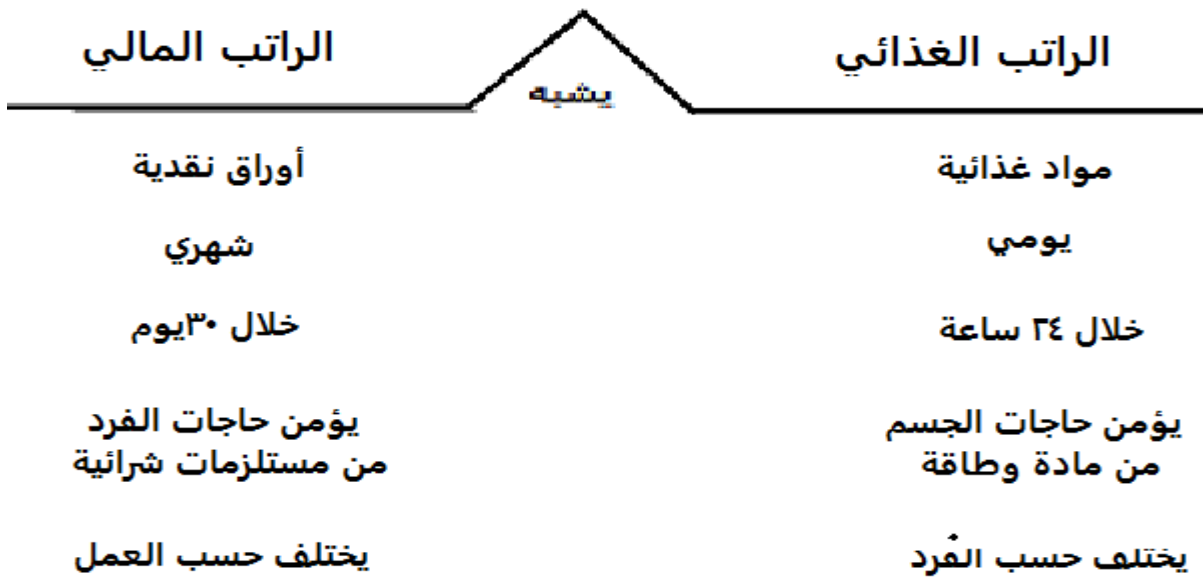 الراتب الغذائي
يشبه
الراتب المالي
مواد غذائية
أوراق نقدية
يومي
شهري
خلال ٢٤ ساعة
خلال ٣٠يوم
يؤمن حاجات الجسم
من مادة وطاقة
يؤمن حاجات الفرد
من مستلزمات شرائية
يختلف حسب الفرد
يختلف حسب العمل